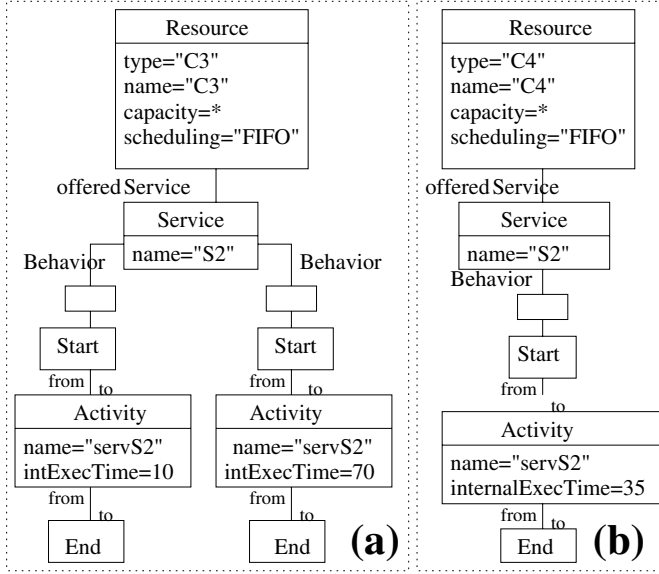 Resource
type="C3"
name="C3"
capacity=*
scheduling="FIFO"
offered Service
Service
name="S2"
Behavior
Behavior
Start
Start
from
to
from
to
Activity
name="servS2"
intExecTime=10
Activity
name="servS2"
intExecTime=70
from
to
from
to
End
End
(a)
Resource
type="C4"
name="C4"
capacity=*
scheduling="FIFO"
offered Service
Service
name="S2"
Behavior
Start
from
to
Activity
name="servS2"
internalExecTime=35
from
to
End
(b)